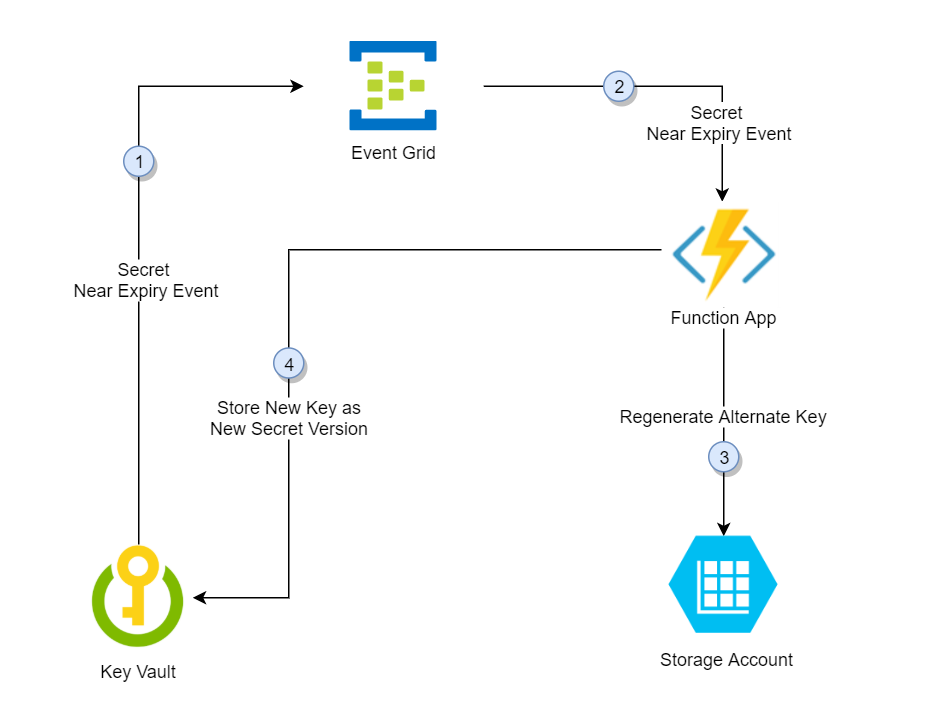 Event Grid
2
Secret
Near Expiry Event
1
Secret
Near Expiry Event
Function App
4
Store New Key as
New Secret Version
Regenerate Alternate Key
3
Key Vault
Storage Account